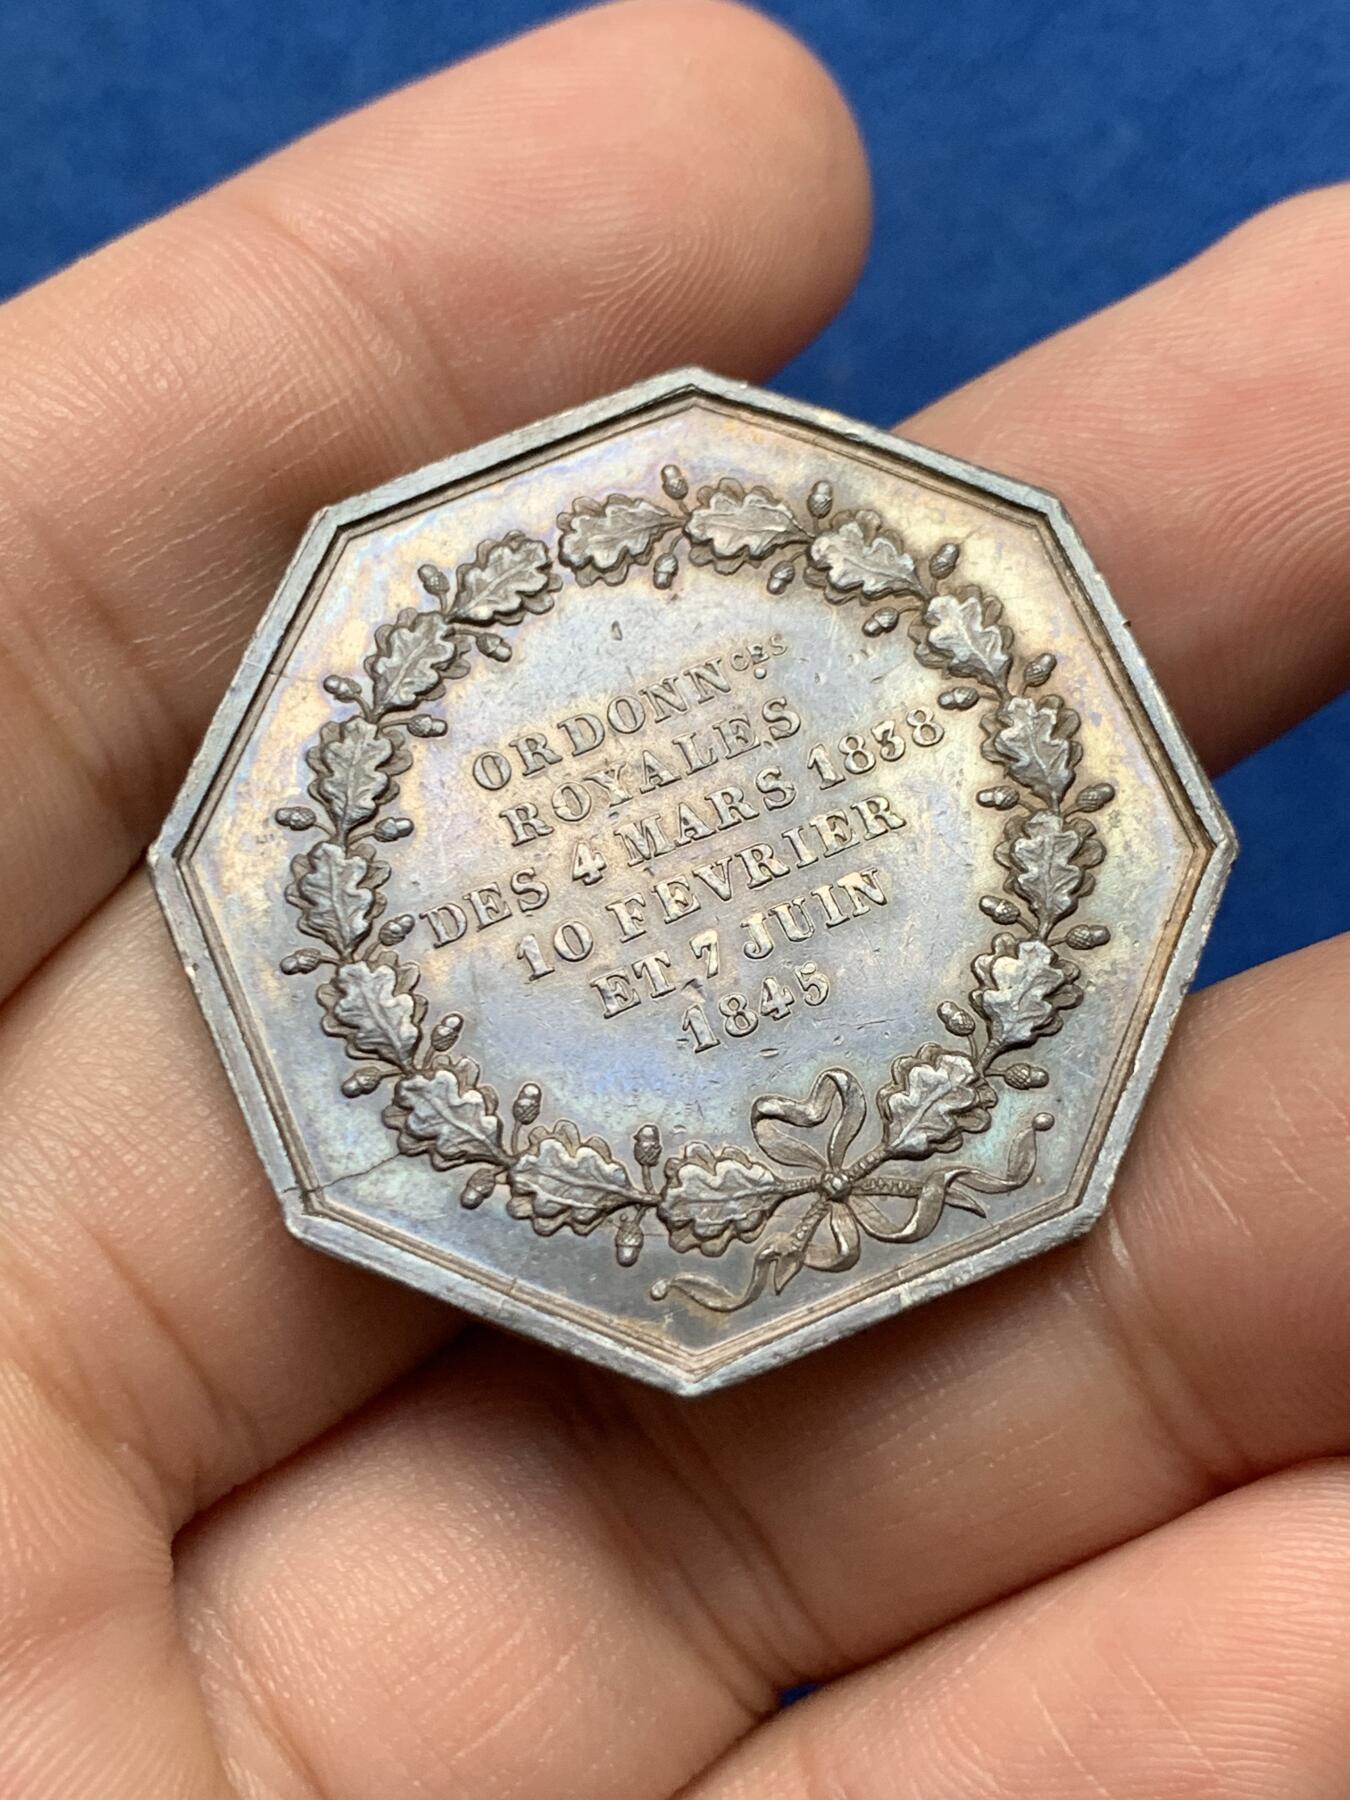 ORDONNces
ROYALES
DES 4 MARS 1838
10 FEVRIER
ET 7 JUIN
1845